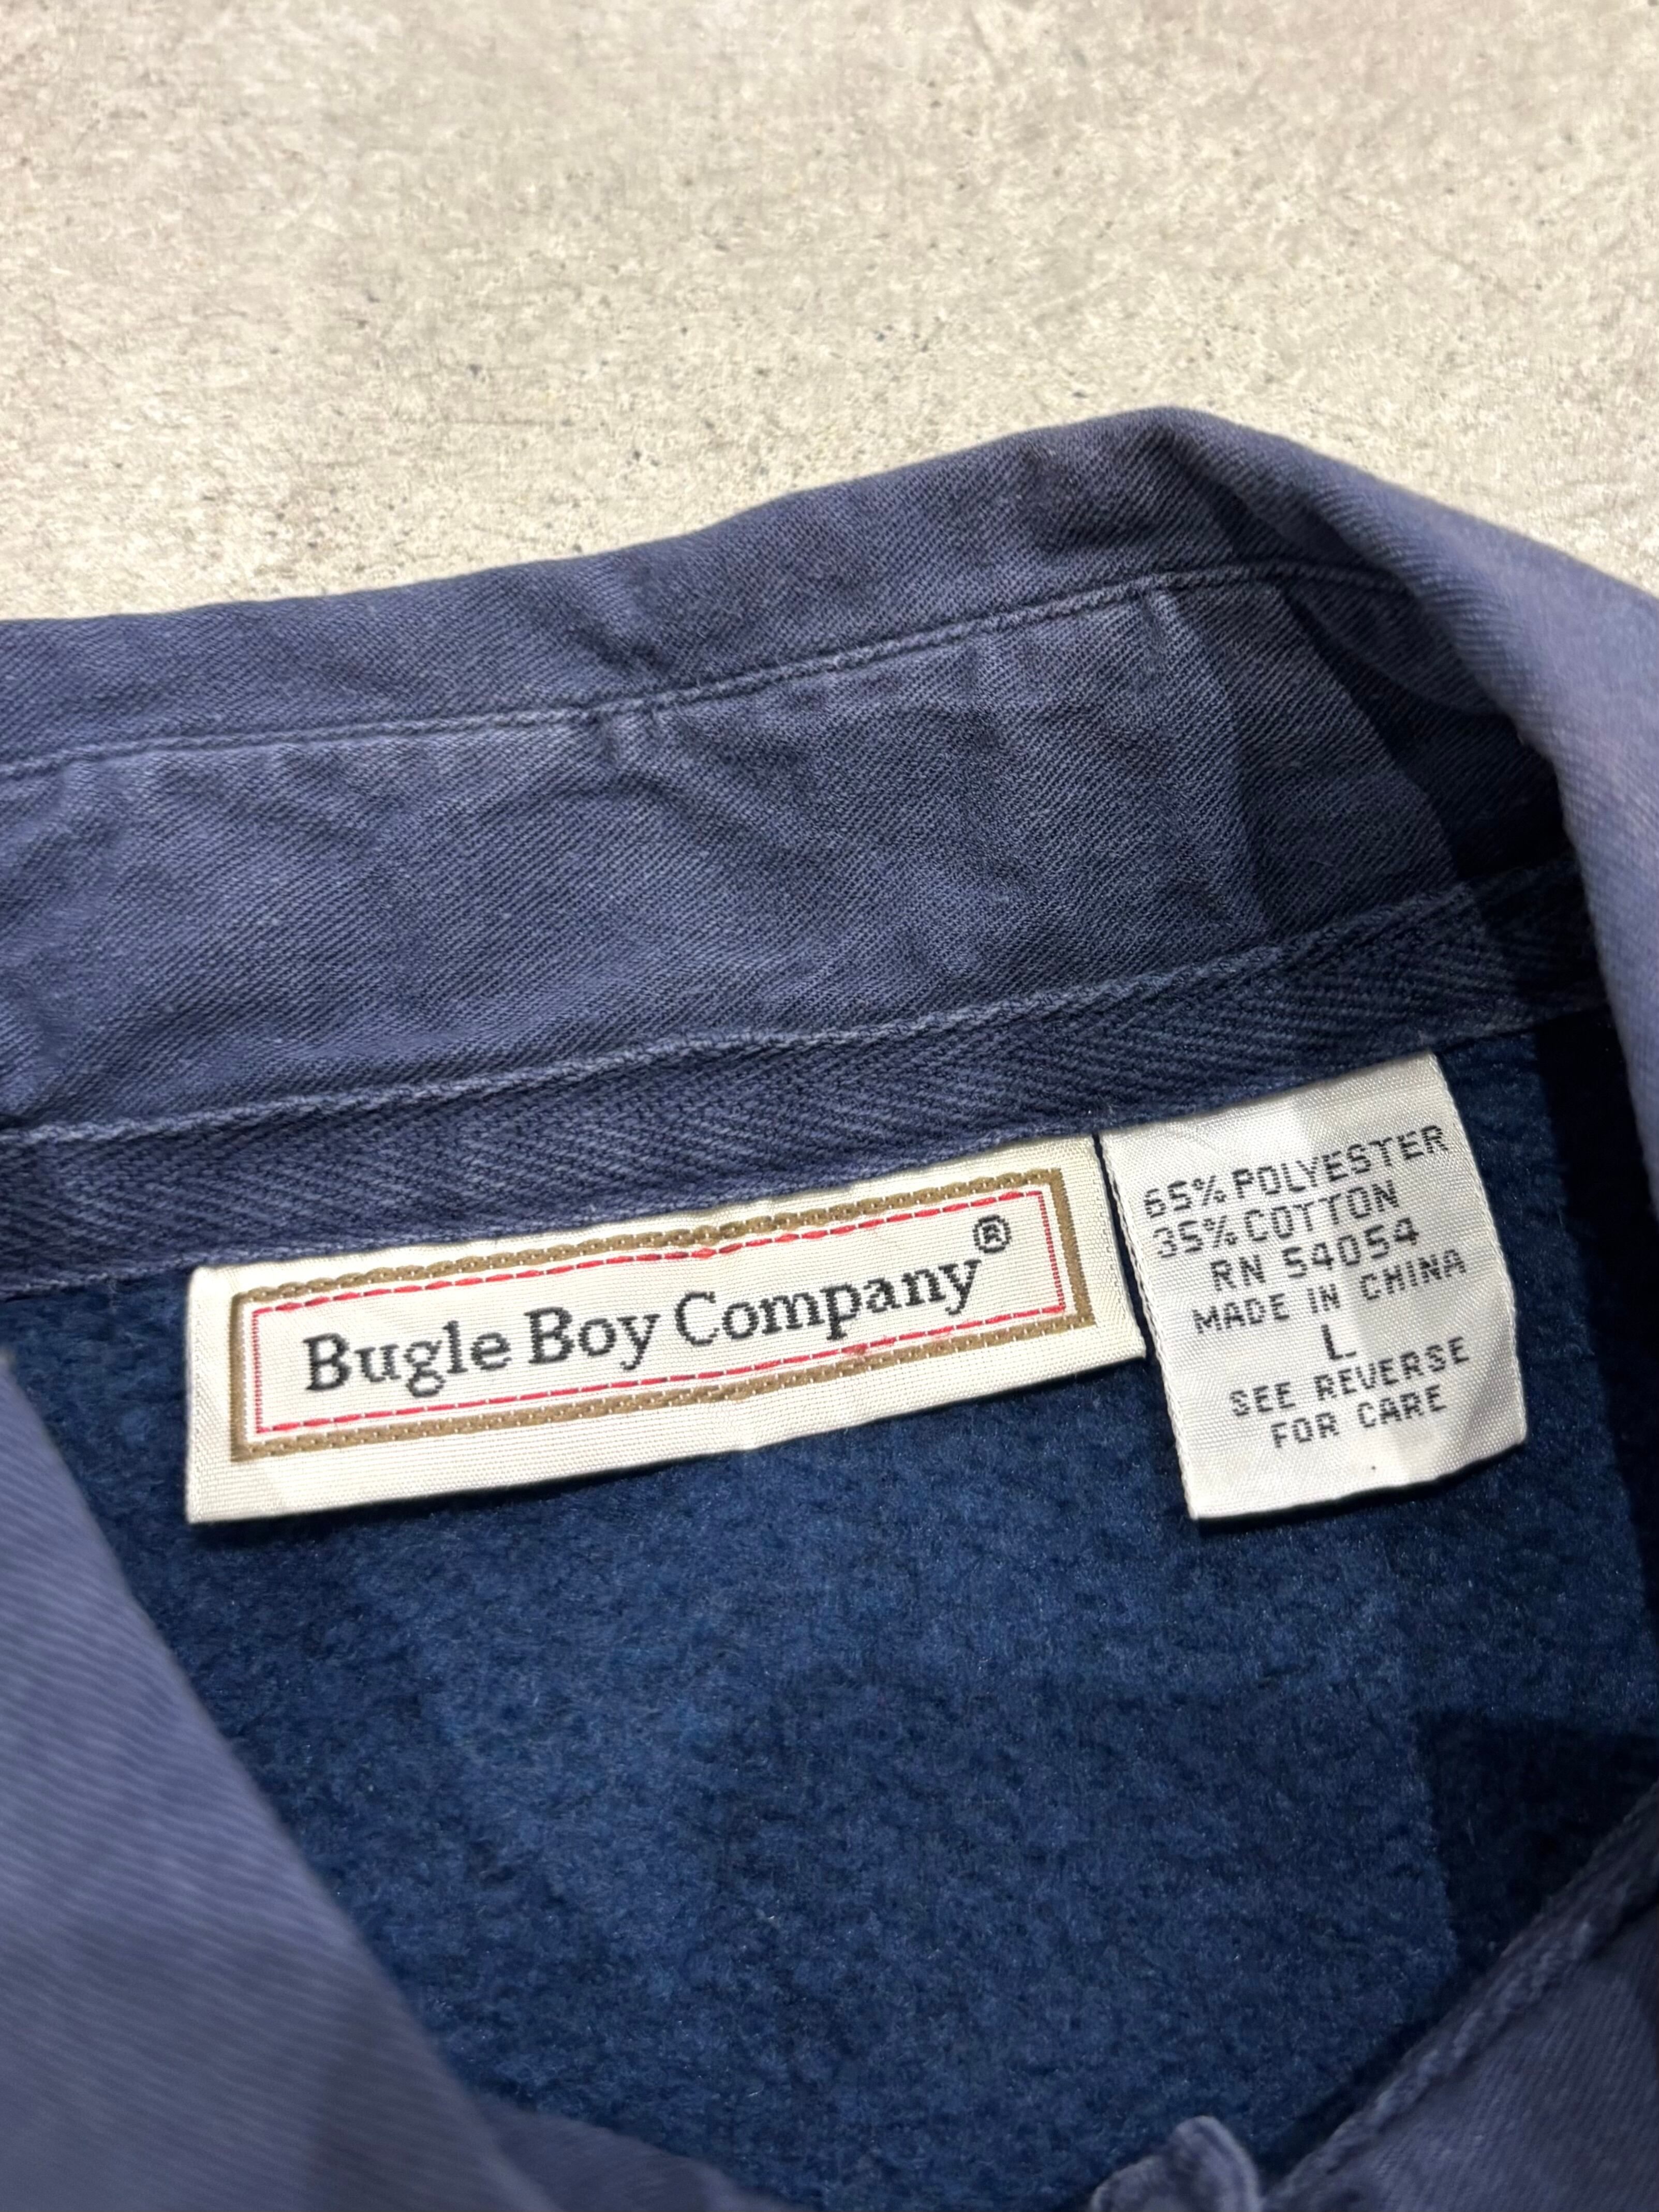 Bugle Boy Company®
65% POLYESTER
35% COTTON
RN 54054
MADE IN CHINA
L
SEE REVERSE
FOR CARE